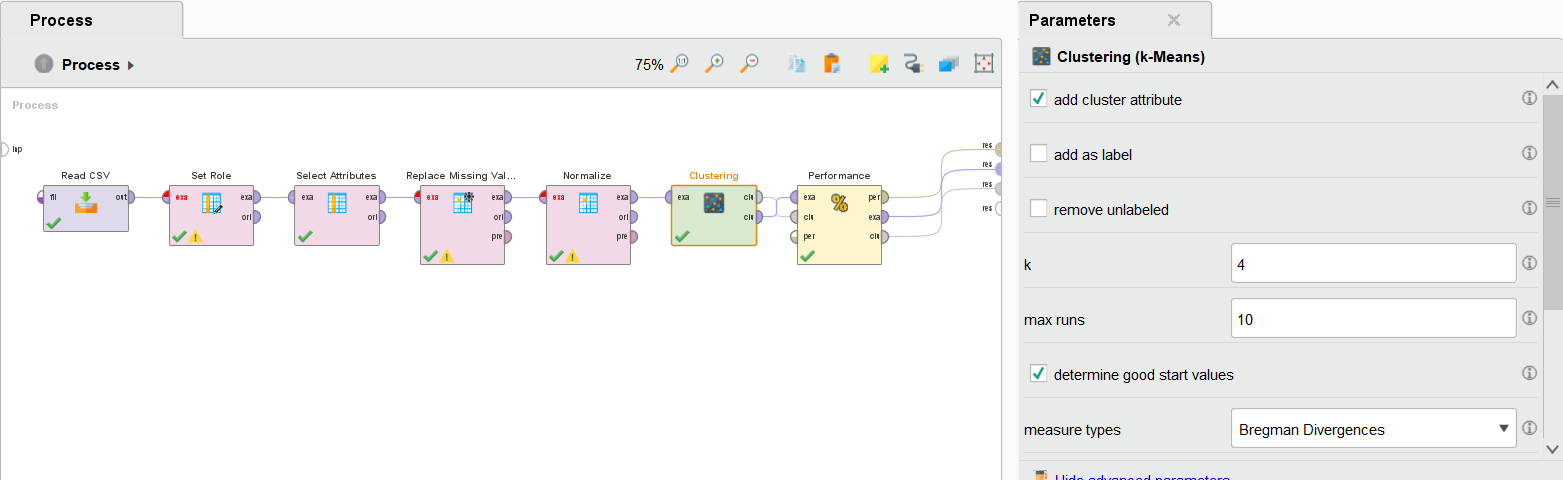 Process
Process
75%
Process
inp
res
res
res
res
Read CSV
Set Role
Select Attributes
Replace Missing Val...
Normalize
Clustering
Performance
fil
out
exa
exa
ori
exa
exa
ori
exa
exa
ori
pre
exa
exa
ori
pre
exa
clu
clu
exa
clu
per
per
exa
clu
Parameters
Clustering (k-Means)
add cluster attribute
add as label
remove unlabeled
k
4
max runs
10
determine good start values
measure types
Bregman Divergences
Hide advanced parameters